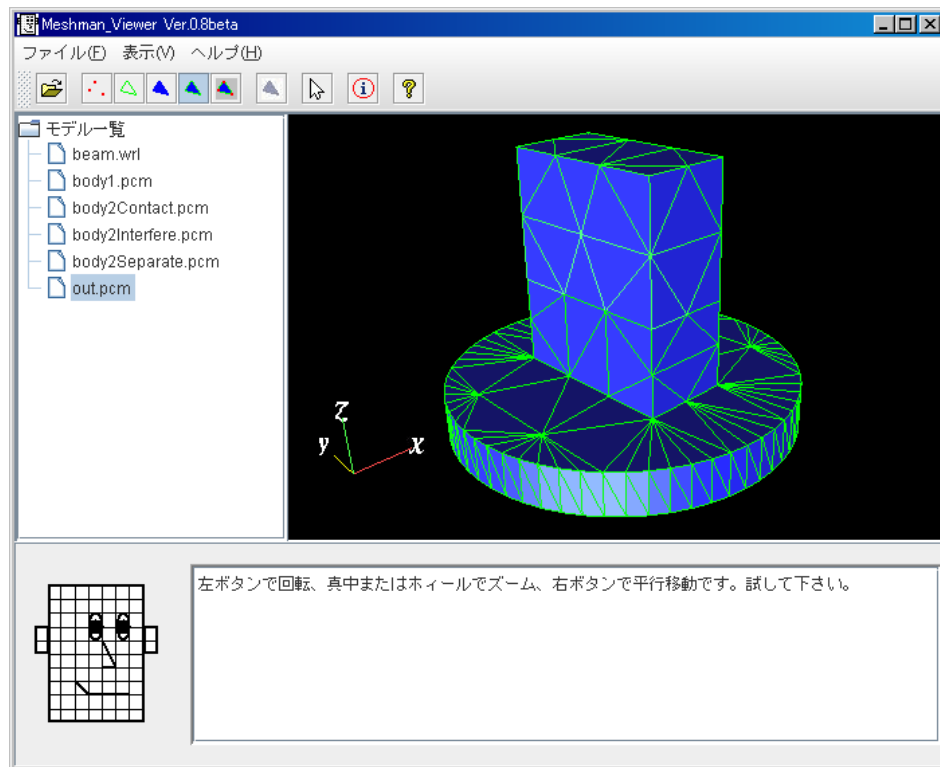 Meshman_Viewer Ver.0.8beta
ファイル(F) 表示(V) ヘルプ(H)
モデル一覧
beam.wrl
body1.pcm
body2Contact.pcm
body2Interfere.pcm
body2Separate.pcm
out.pcm
Z
y
X
左ボタンで回転、真中またはホィールでズーム、右ボタンで平行移動です。試して下さい。